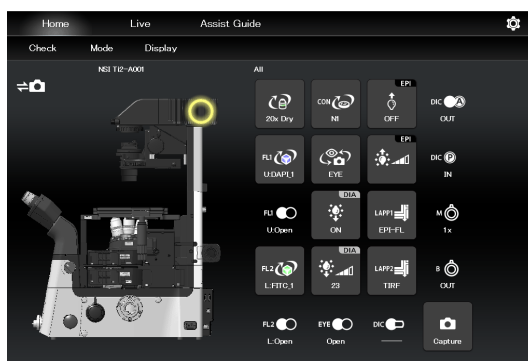 Home Live Assist Guide
Check Mode Display
NSI Ti2-A001
All
EPI
20x Dry
CON
N1
OFF
DIC A
OUT
EPI
FL1
U:DAPI_1
EYE
DIC P
IN
DIA
FL1
U:Open
ON
LAPP1
EPI-FL
M
1x
DIA
FL2
L:FITC_1
23
LAPP2
TIRF
B
OUT
FL2
L:Open
EYE
Open
DIC
Capture